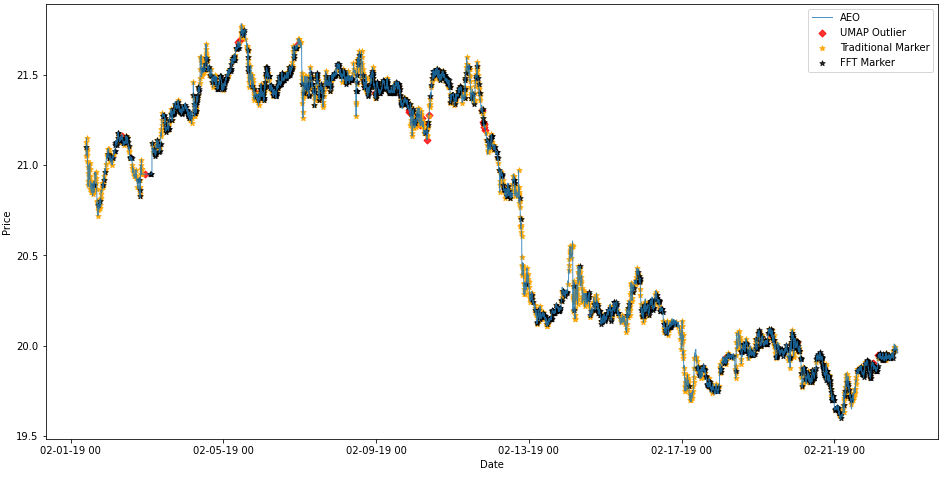 AEO
UMAP Outlier
Traditional Marker
FFT Marker
Price
21.5
21.0
20.5
20.0
19.5
02-01-19 00
02-05-19 00
02-09-19 00
02-13-19 00
02-17-19 00
02-21-19 00
Date